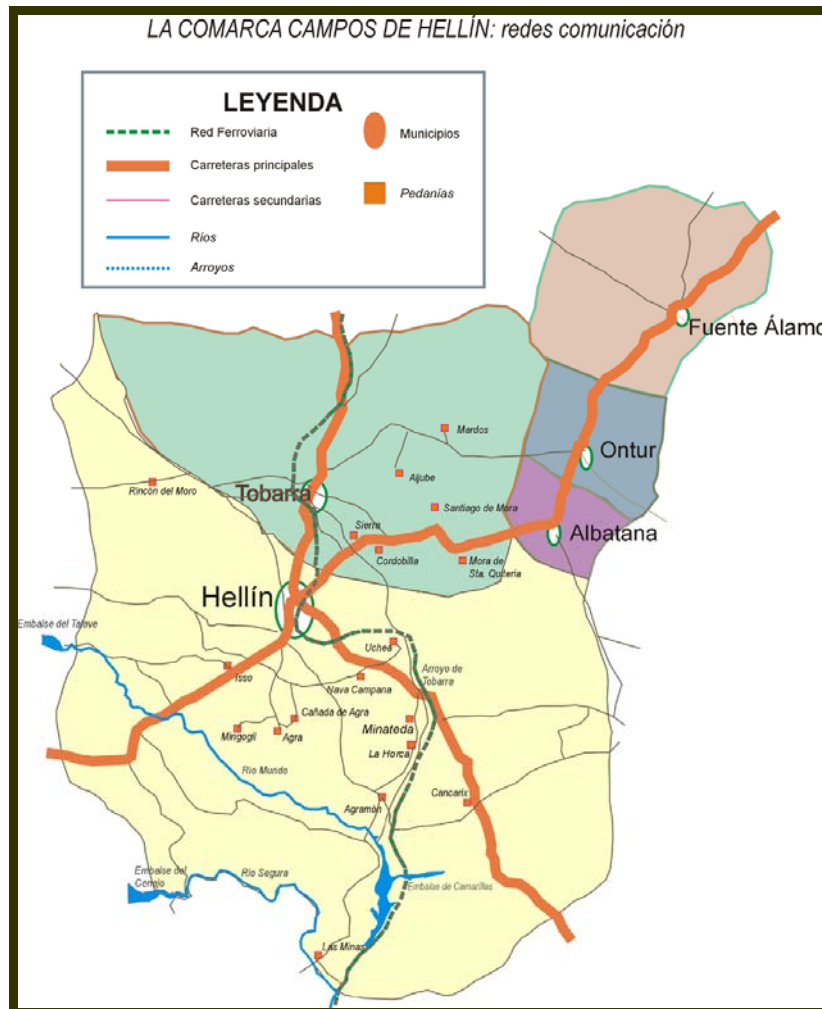 LA COMARCA CAMPOS DE HELLÍN: redes comunicación
LEYENDA
Red Ferroviaria
Municipios
Carreteras principales
Carreteras secundarias
Pedanías
Ríos
Arroyos
Fuente Álamo
Mardos
Ontur
Aljube
Rincón del Moro
Tobarra
Santiago de Mora
Sierra
Albatana
Cordobilla
Mora de
Sta. Quiteria
Hellín
Embalse del Talave
Uchea
Arroyo de
Tobarra
Isso
Nava Campana
Cañada de Agra
Minateda
Mingogil
Agra
La Horca
Río Mundo
Cancarix
Agramón
Embalse del
Cenajo
Río Segura
Embalse de Camarillas
Las Minas